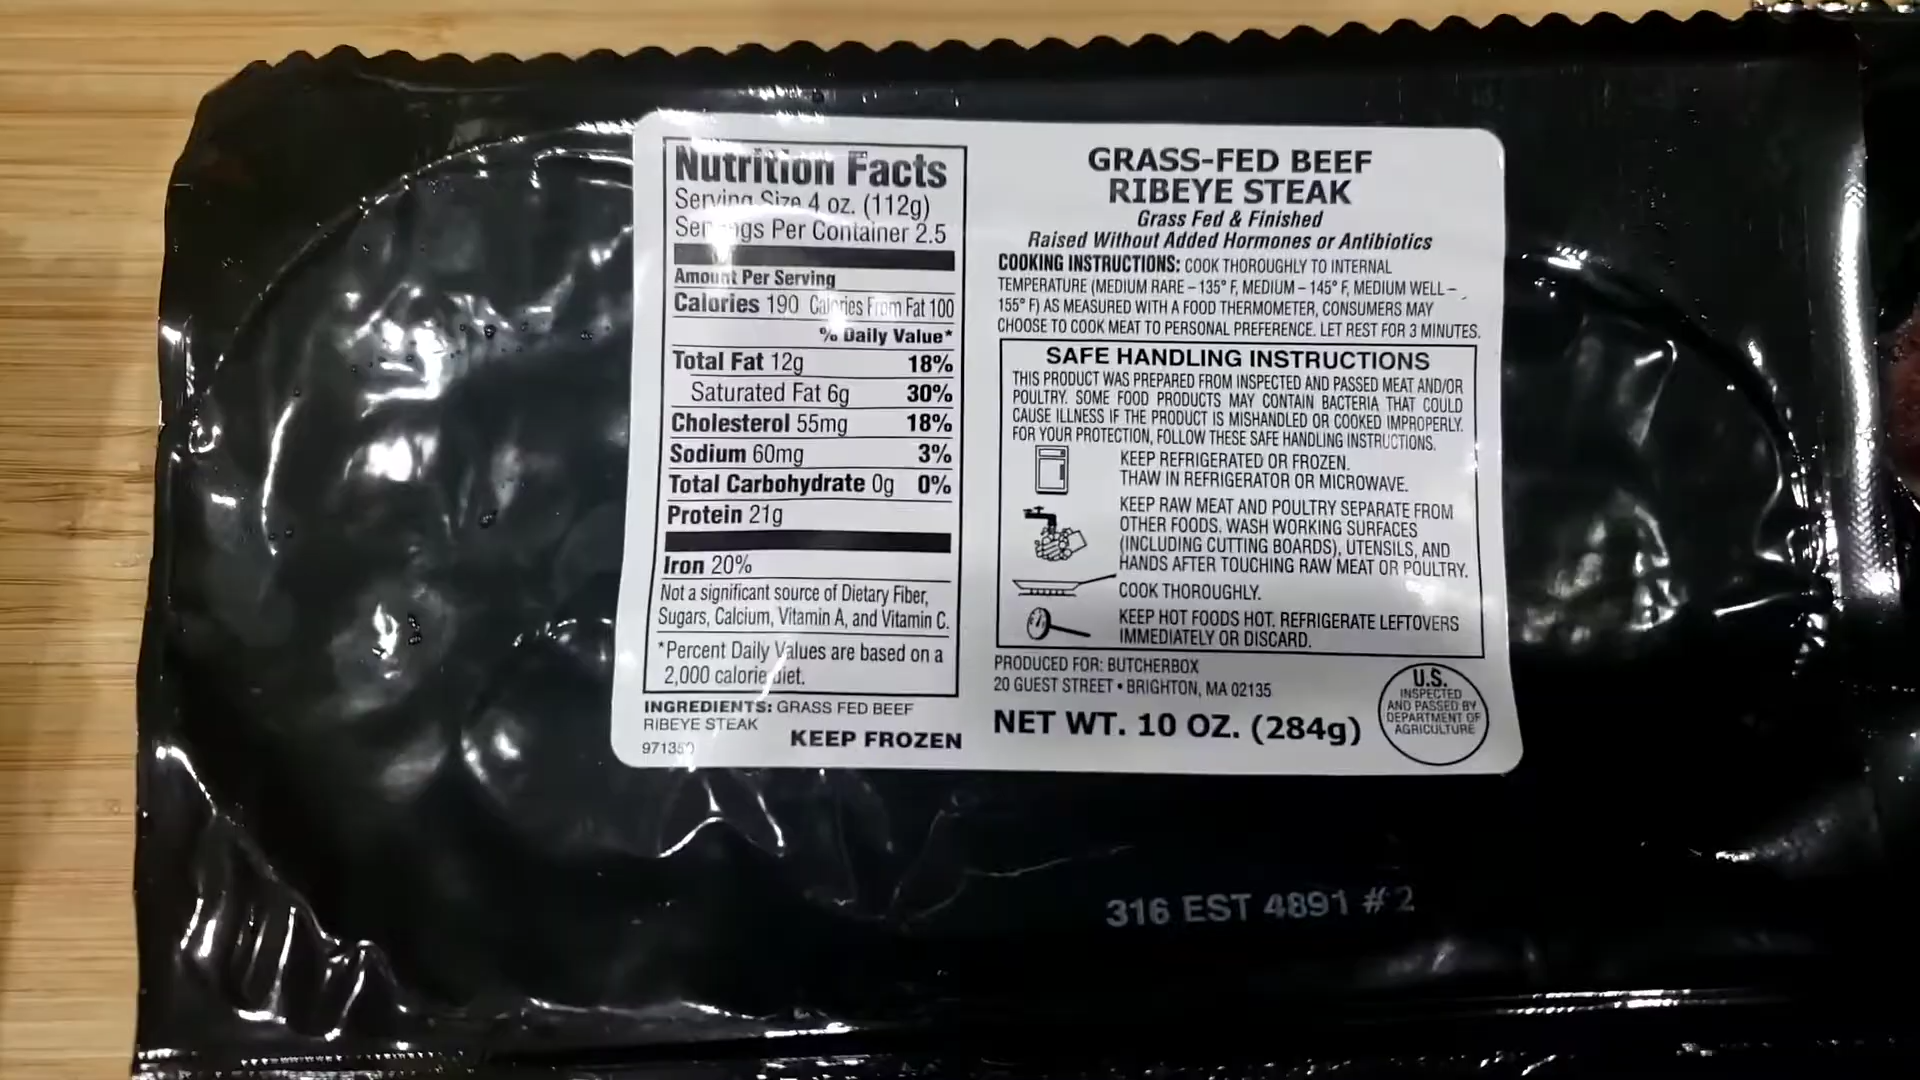 Nutrition Facts
Serving Size 4 oz. (112g)
Servings Per Container 2.5
Amount Per Serving
Calories 190 Calories From Fat 100
% Daily Value*
Total Fat 12g 18%
Saturated Fat 6g 30%
Cholesterol 55mg 18%
Sodium 60mg 3%
Total Carbohydrate 0g 0%
Protein 21g
Iron 20%
Not a significant source of Dietary Fiber,
Sugars, Calcium, Vitamin A, and Vitamin C.
*Percent Daily Values are based on a
2,000 calorie diet.
INGREDIENTS: GRASS FED BEEF
RIBEYE STEAK
KEEP FROZEN
GRASS-FED BEEF
RIBEYE STEAK
Grass Fed & Finished
Raised Without Added Hormones or Antibiotics
COOKING INSTRUCTIONS: COOK THOROUGHLY TO INTERNAL
TEMPERATURE (MEDIUM RARE – 135° F, MEDIUM – 145° F, MEDIUM WELL –
155° F) AS MEASURED WITH A FOOD THERMOMETER, CONSUMERS MAY
CHOOSE TO COOK MEAT TO PERSONAL PREFERENCE. LET REST FOR 3 MINUTES.
SAFE HANDLING INSTRUCTIONS
THIS PRODUCT WAS PREPARED FROM INSPECTED AND PASSED MEAT AND/OR
POULTRY. SOME FOOD PRODUCTS MAY CONTAIN BACTERIA THAT COULD
CAUSE ILLNESS IF THE PRODUCT IS MISHANDLED OR COOKED IMPROPERLY.
FOR YOUR PROTECTION, FOLLOW THESE SAFE HANDLING INSTRUCTIONS.
KEEP REFRIGERATED OR FROZEN.
THAW IN REFRIGERATOR OR MICROWAVE.
KEEP RAW MEAT AND POULTRY SEPARATE FROM
OTHER FOODS. WASH WORKING SURFACES
(INCLUDING CUTTING BOARDS), UTENSILS, AND
HANDS AFTER TOUCHING RAW MEAT OR POULTRY.
COOK THOROUGHLY.
KEEP HOT FOODS HOT. REFRIGERATE LEFTOVERS
IMMEDIATELY OR DISCARD.
PRODUCED FOR: BUTCHERBOX
20 GUEST STREET • BRIGHTON, MA 02135
NET WT. 10 OZ. (284g)
U.S.
INSPECTED
AND PASSED BY
DEPARTMENT OF
AGRICULTURE
316 EST 4891 #2